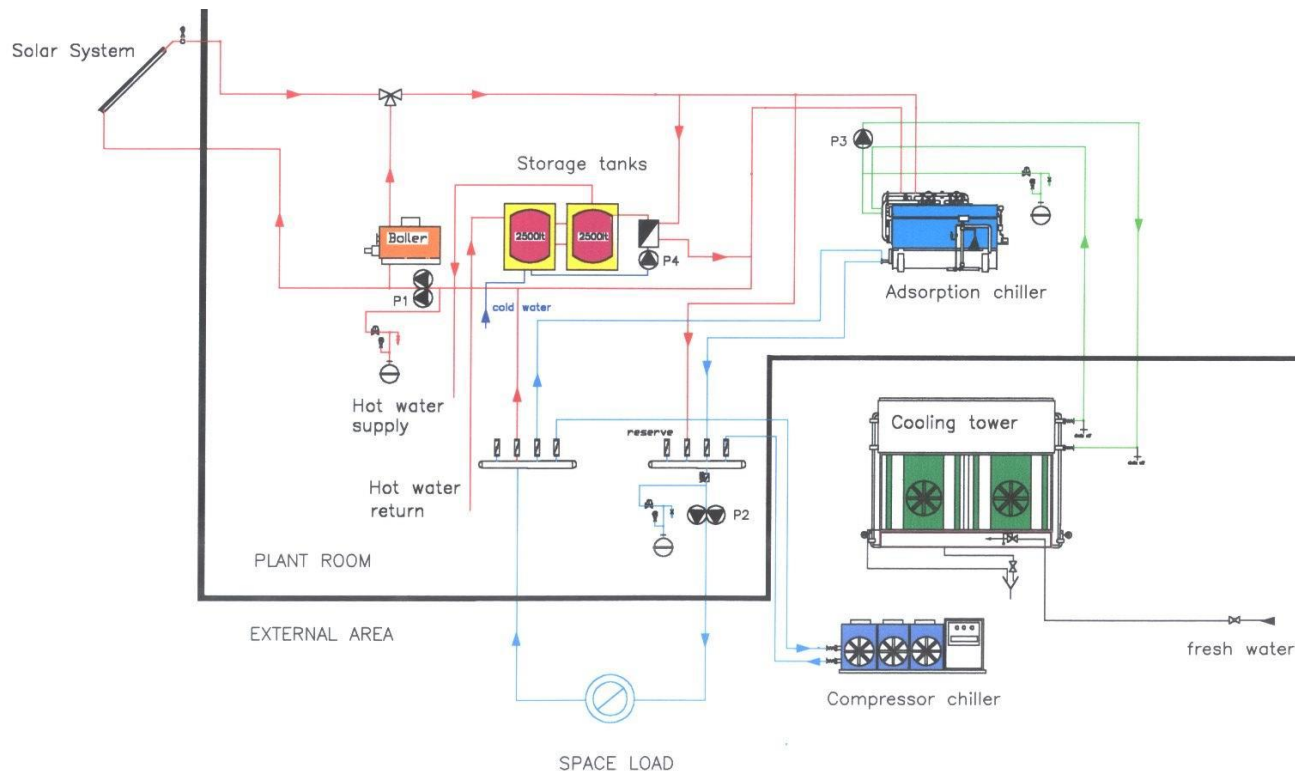 Solar System
P3
Storage tanks
Boiler
2500lt
2500lt
P4
P1
cold water
Adsorption chiller
Hot water
supply
reserve
Cooling tower
Hot water
return
P2
PLANT ROOM
EXTERNAL AREA
fresh water
Compressor chiller
SPACE LOAD